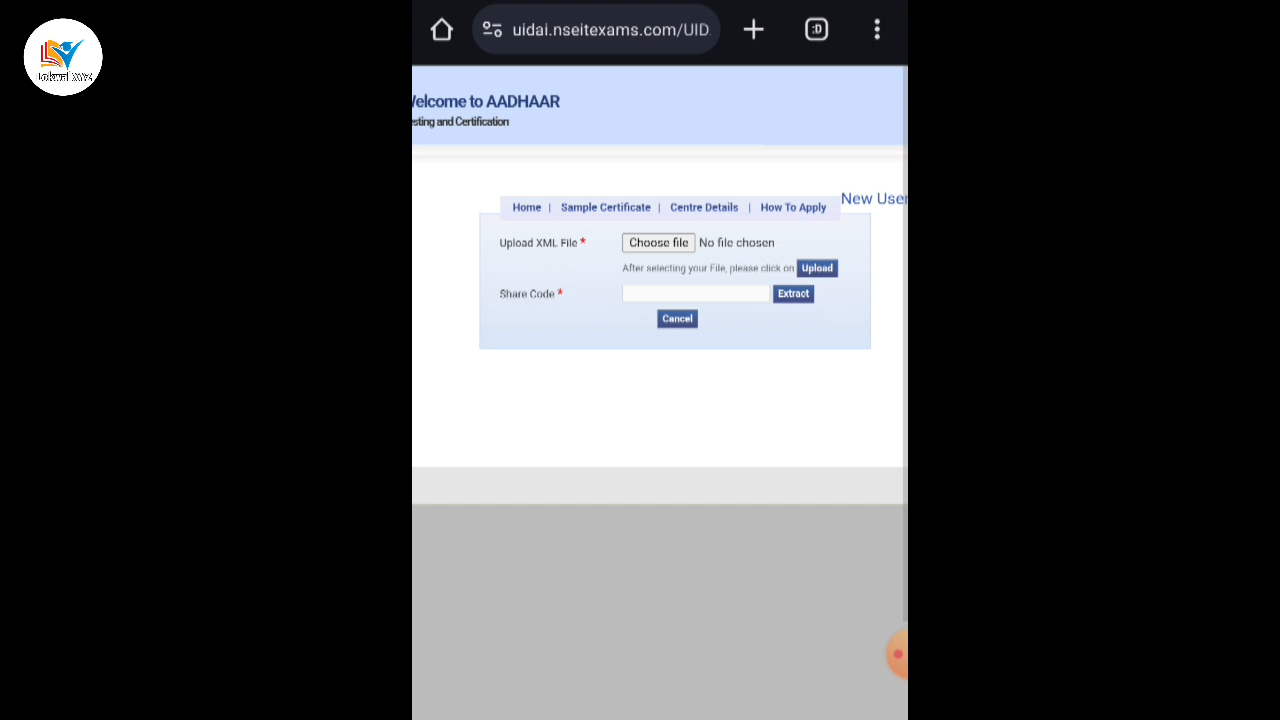 uidai.nseitexams.com/UID
:D
Welcome to AADHAAR
esting and Certification
New User
Home | Sample Certificate | Centre Details | How To Apply
Upload XML File * Choose file No file chosen
After selecting your File, please click on Upload
Share Code * Extract
Cancel